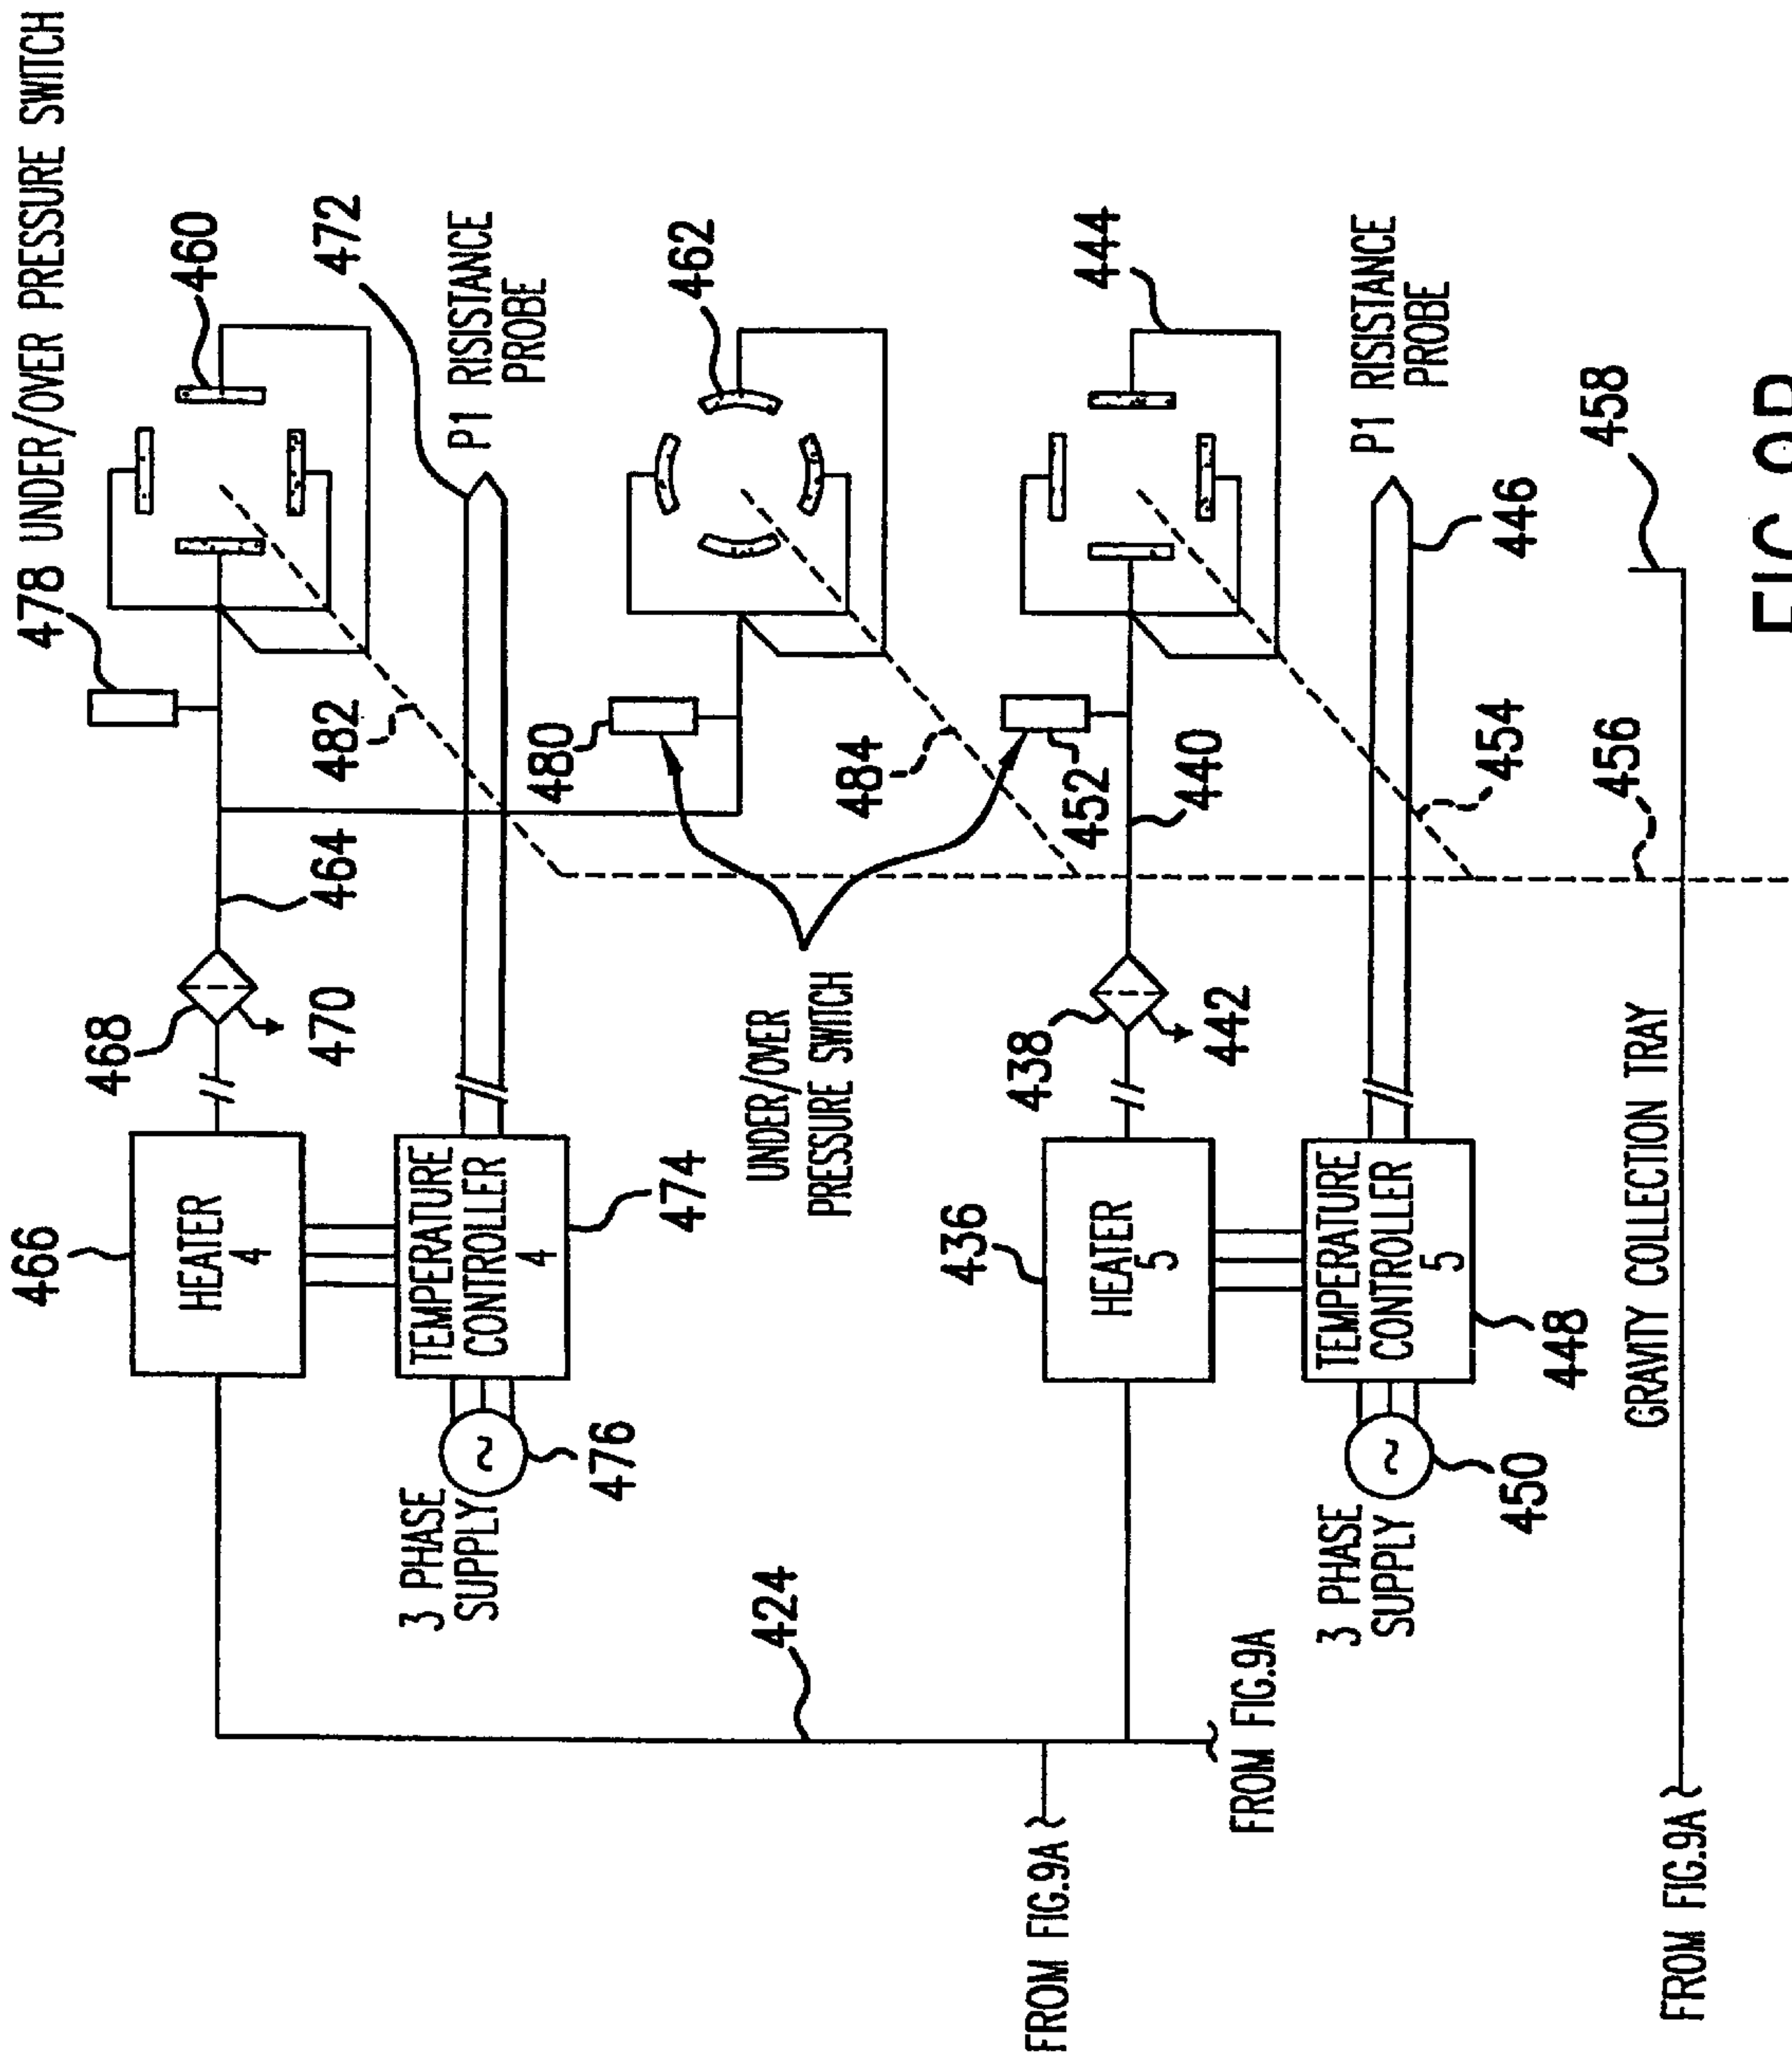 478 UNDER/OVER PRESSURE SWITCH
460
472
P1 RISISTANCE
PROBE
462
444
P1 RISISTANCE
PROBE
446
458
482
480
484
452
440
454
456
464
468
470
UNDER/OVER
PRESSURE SWITCH
438
442
GRAVITY COLLECTION TRAY
466
HEATER
4
TEMPERATURE
CONTROLLER
4
474
436
HEATER
5
TEMPERATURE
CONTROLLER
5
448
3 PHASE
SUPPLY
476
3 PHASE
SUPPLY
450
424
FROM FIG.9A
FROM FIG.9A
FROM FIG.9A
FIG.9B